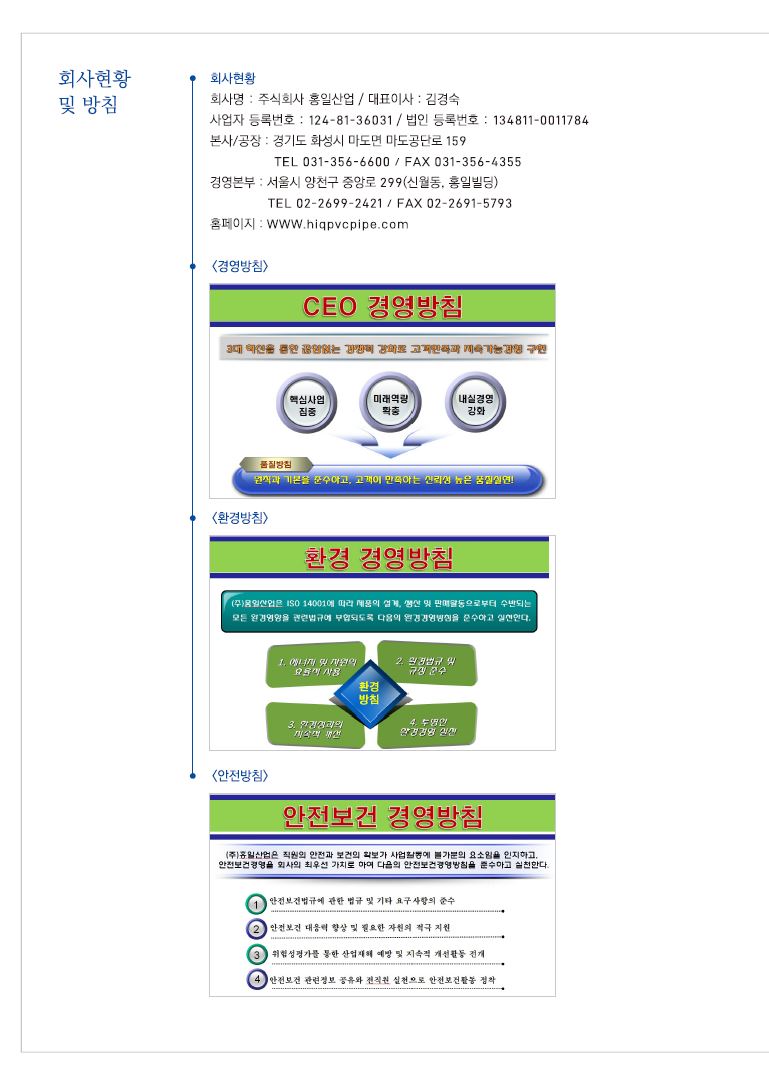 회사현황
및 방침
회사현황
회사명 : 주식회사 홍일산업 / 대표이사 : 김경숙
사업자 등록번호 : 124-81-36031 / 법인 등록번호 : 134811-0011784
본사/공장 : 경기도 화성시 마도면 마도공단로 159
TEL 031-356-6600 / FAX 031-356-4355
경영본부 : 서울시 양천구 중앙로 299(신월동, 홍일빌딩)
TEL 02-2699-2421 / FAX 02-2691-5793
홈페이지 : WWW.hiqpvcpipe.com
〈경영방침〉
CEO 경영방침
3대 혁신을 통한 끊임없는 경쟁력 강화로 고객만족과 지속가능경영 구현
핵심사업
집중
미래역량
확충
내실경영
강화
품질방침
원칙과 기본을 준수하고, 고객이 만족하는 신뢰성 높은 품질실현!
〈환경방침〉
환경 경영방침
(주)홍일산업은 ISO 14001에 따라 제품의 설계, 생산 및 판매활동으로부터 수반되는
모든 환경영향을 관련법규에 부합되도록 다음의 환경경영방침을 준수하고 실천한다.
1. 에너지 및 자원의
효율적 사용
2. 환경법규 및
규정 준수
환경
방침
3. 환경성과의
지속적 개선
4. 투명한
환경경영 실천
〈안전방침〉
안전보건 경영방침
(주)홍일산업은 직원의 안전과 보건의 확보가 사업활동에 불가분의 요소임을 인지하고,
안전보건경영을 회사의 최우선 가치로 하여 다음의 안전보건경영방침을 준수하고 실천한다.
1 안전보건법규에 관한 법규 및 기타 요구사항의 준수
2 안전보건 대응력 향상 및 필요한 자원의 적극 지원
3 위험성평가를 통한 산업재해 예방 및 지속적 개선활동 전개
4 안전보건 관련정보 공유와 전직원 실천으로 안전보건활동 정착